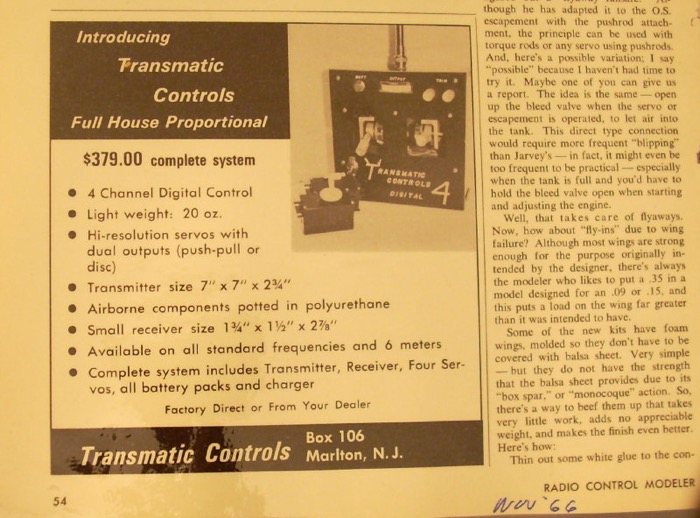 Introducing
Transmatic
Controls
Full House Proportional
$379.00 complete system
• 4 Channel Digital Control
• Light weight: 20 oz.
• Hi-resolution servos with
dual outputs (push-pull or
disc)
• Transmitter size 7" x 7" x 2¾"
• Airborne components potted in polyurethane
• Small receiver size 1¾" x 1½" x 2⅞"
• Available on all standard frequencies and 6 meters
• Complete system includes Transmitter, Receiver, Four Ser-
vos, all battery packs and charger
Factory Direct or From Your Dealer
Transmatic Controls
Box 106
Marlton, N.J.
OUTPUT
TRIM
TRANSMATIC
CONTROLS 4
DIGITAL
though he has adapted it to the O.S.
escapement with the pushrod attach-
ment, the principle can be used with
torque rods or any servo using pushrods.
And, here's a possible variation; I say
"possible" because I haven't had time to
try it. Maybe one of you can give us
a report. The idea is the same — open
up the bleed valve when the servo or
escapement is operated, to let air into
the tank. This direct type connection
would require more frequent "blipping"
than Jarvey's — in fact, it might even be
too frequent to be practical — especially
when the tank is full and you'd have to
hold the bleed valve open when starting
and adjusting the engine.
Well, that takes care of flyaways.
Now, how about "fly-ins" due to wing
failure? Although most wings are strong
enough for the purpose originally in-
tended by the designer, there's always
the modeler who likes to put a .35 in a
model designed for an .09 or .15, and
this puts a load on the wing far greater
than it was intended to have.
Some of the new kits have foam
wings, molded so they don't have to be
covered with balsa sheet. Very simple
— but they do not have the strength
that the balsa sheet provides due to its
"box spar," or "monocoque" action. So,
there's a way to beef them up that takes
very little work, adds no appreciable
weight, and makes the finish even better.
Here's how:
Thin out some white glue to the con-
54
RADIO CONTROL MODELER
Nov '66